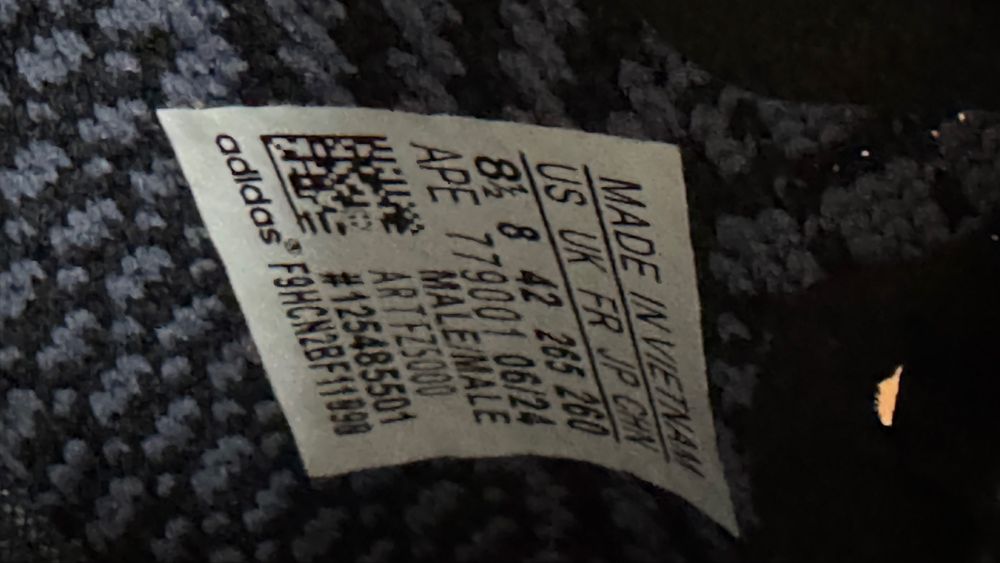 MADE IN VIETNAM
US UK FR JP CHN
8½ 8 42 265 260
APE 779001 06/24
MALE/MALE
ART FZ5000
#125485501
F9HCN2BF11B90
adidas®